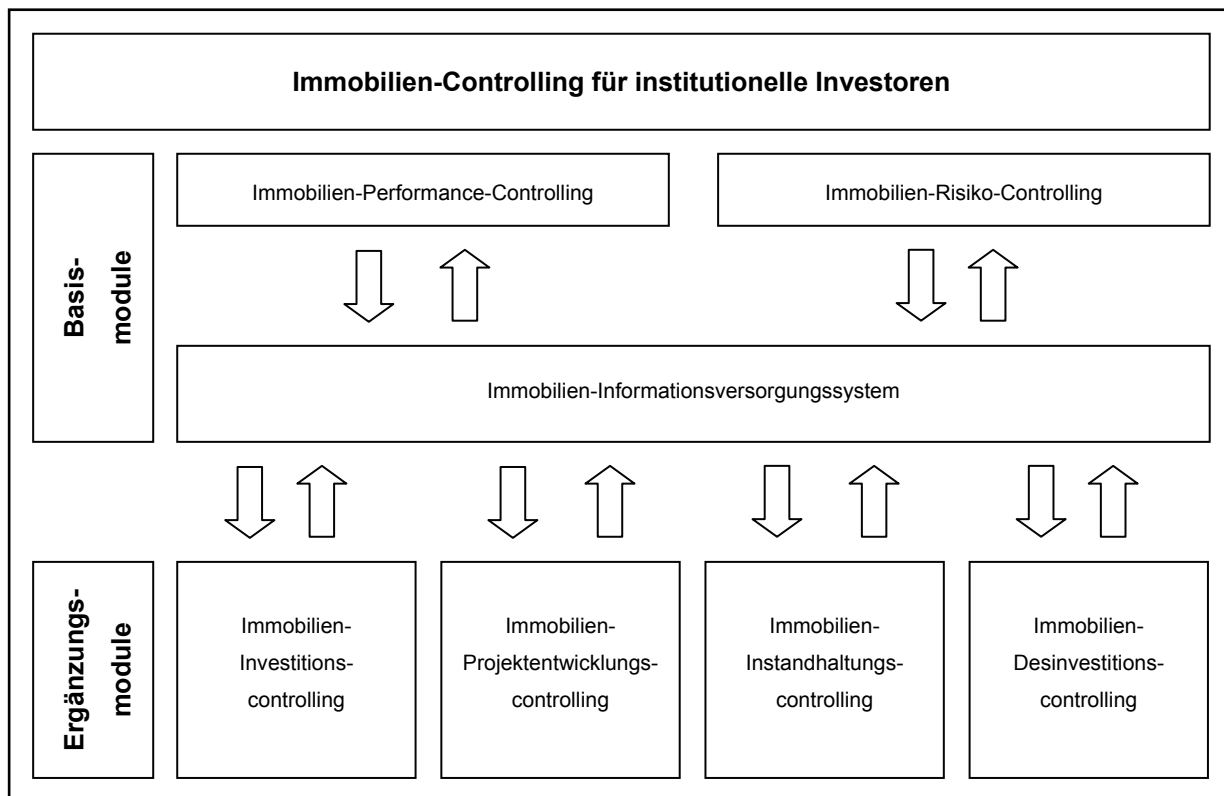 Immobilien-Controlling für institutionelle Investoren
Basis-
module
Immobilien-Performance-Controlling
Immobilien-Risiko-Controlling
Immobilien-Informationsversorgungssystem
Ergänzungs-
module
Immobilien-
Investitions-
controlling
Immobilien-
Projektentwicklungs-
controlling
Immobilien-
Instandhaltungs-
controlling
Immobilien-
Desinvestitions-
controlling